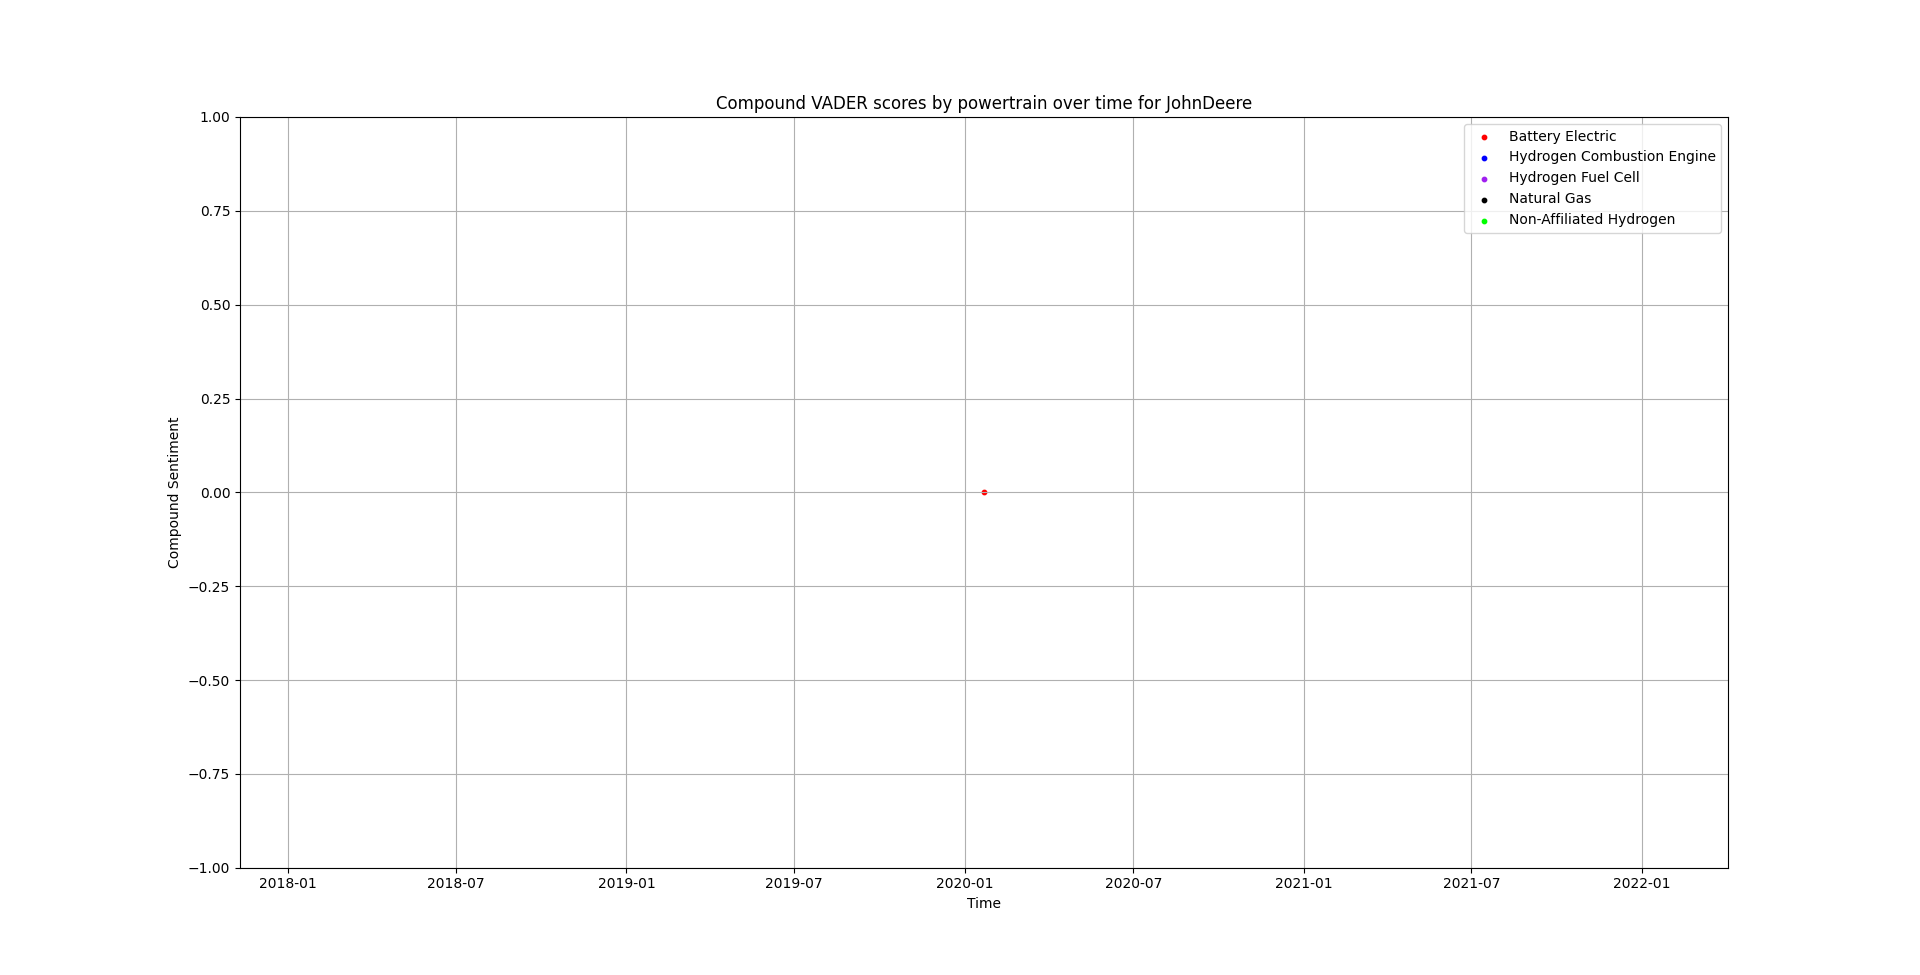 Compound VADER scores by powertrain over time for JohnDeere
1.00
0.75
0.50
0.25
0.00
−0.25
−0.50
−0.75
−1.00
Compound Sentiment
Battery Electric
Hydrogen Combustion Engine
Hydrogen Fuel Cell
Natural Gas
Non-Affiliated Hydrogen
2018-01 2018-07 2019-01 2019-07 2020-01 2020-07 2021-01 2021-07 2022-01
Time